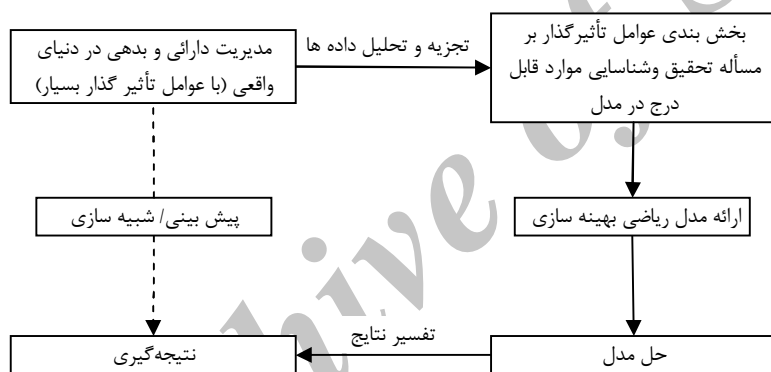 مدیریت دارائی و بدهی در دنیای
واقعی (با عوامل تأثیر گذار بسیار)
تجزیه و تحلیل داده ها
بخش بندی عوامل تأثیرگذار بر
مسأله تحقیق وشناسایی موارد قابل
درج در مدل
پیش بینی/ شبیه سازی
ارائه مدل ریاضی بهینه سازی
نتیجه‌گیری
تفسیر نتایج
حل مدل
hive of